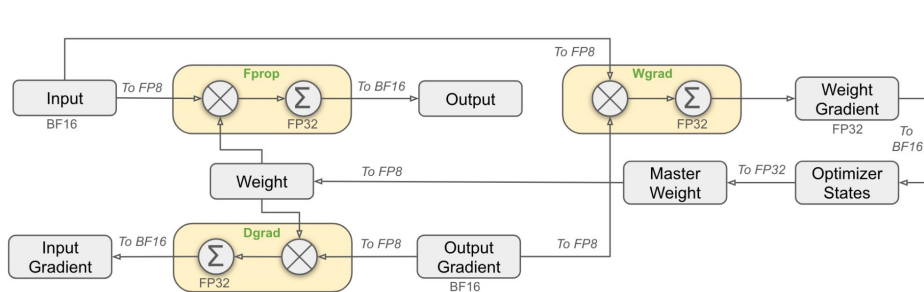 To FP8
Fprop
Wgrad
Input
To FP8
Σ
To BF16
Output
Σ
Weight
Gradient
BF16
FP32
FP32
FP32
To
BF16
Weight
To FP8
Master
Weight
To FP32
Optimizer
States
Dgrad
Input
Gradient
To BF16
Σ
To FP8
Output
Gradient
To FP8
FP32
BF16